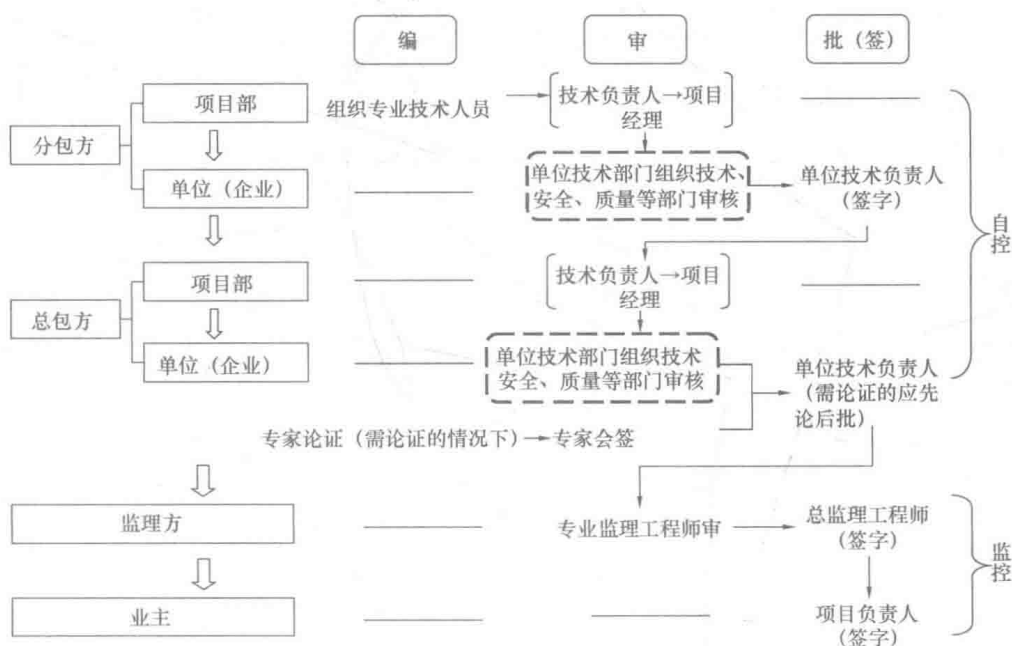 编 审 批（签）
项目部 组织专业技术人员 技术负责人→项目
经理
分包方
单位（企业） 单位技术部门组织技术、
安全、质量等部门审核 单位技术负责人
（签字）
自控
项目部 技术负责人→项目
经理
总包方
单位（企业） 单位技术部门组织技术
安全、质量等部门审核 单位技术负责人
（需论证的应先
论后批）
专家论证（需论证的情况下） 专家会签
监理方 专业监理工程师审 总监理工程师
（签字）
监控
业主 项目负责人
（签字）